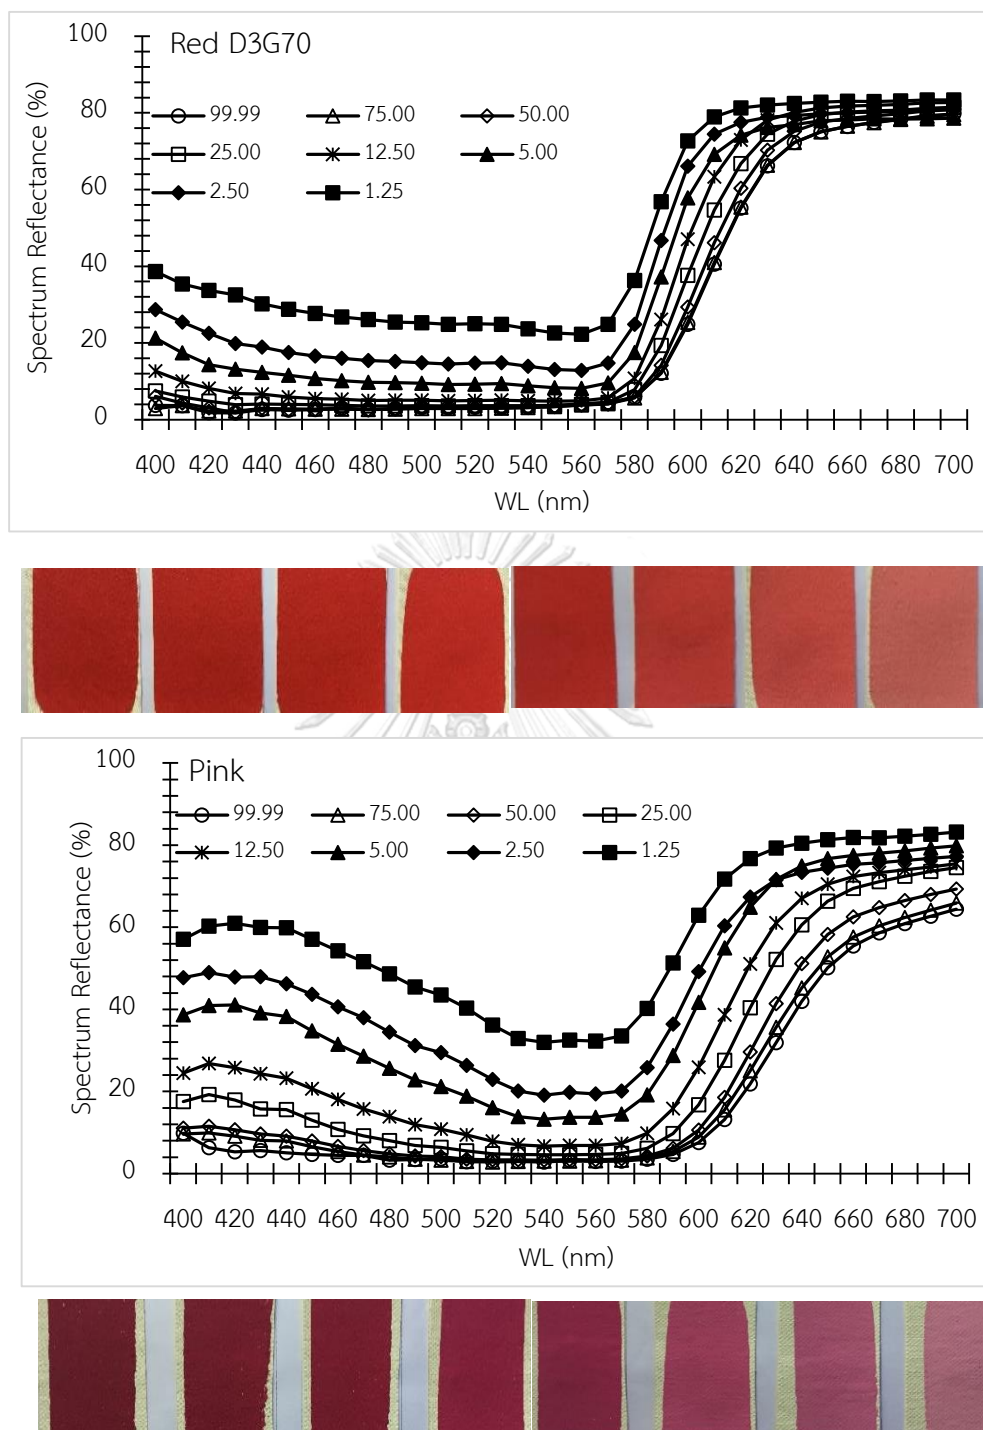 Red D3G70
100
80
60
40
20
0
Spectrum Reflectance (%)
99.99 75.00 50.00
25.00 12.50 5.00
2.50 1.25
400 420 440 460 480 500 520 540 560 580 600 620 640 660 680 700
WL (nm)
Pink
100
80
60
40
20
0
Spectrum Reflectance (%)
99.99 75.00 50.00 25.00
12.50 5.00 2.50 1.25
400 420 440 460 480 500 520 540 560 580 600 620 640 660 680 700
WL (nm)